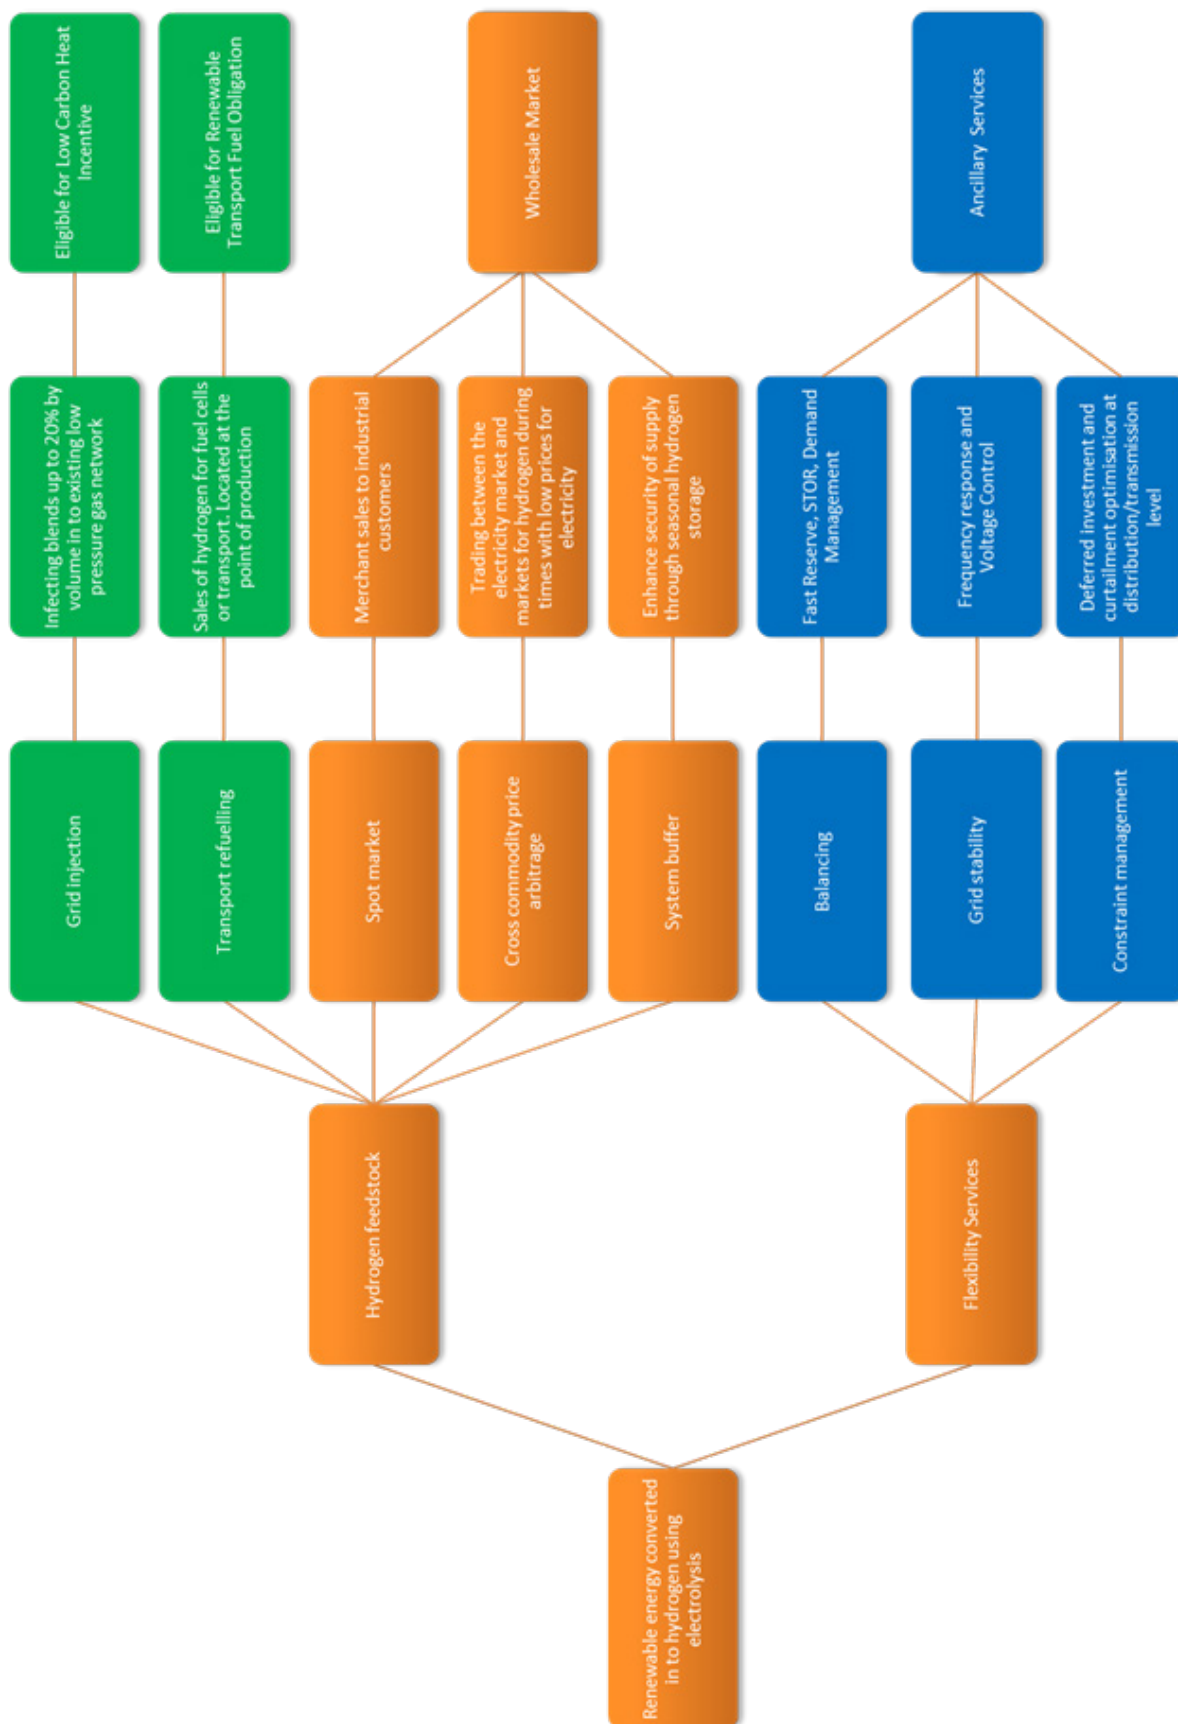 Eligible for Low Carbon Heat
Incentive
Eligible for Renewable
Transport Fuel Obligation
Wholesale Market
Ancillary Services
Infecting blends up to 20% by
volume in to existing low
pressure gas network
Sales of hydrogen for fuel cells
or transport. Located at the
point of production
Merchant sales to industrial
customers
Trading between the
electricity market and
markets for hydrogen during
times with low prices for
electricity
Enhance security of supply
through seasonal hydrogen
storage
Fast Reserve, STOR, Demand
Management
Frequency response and
Voltage Control
Deferred investment and
curtailment optimisation at
distribution/transmission
level
Grid injection
Transport refuelling
Spot market
Cross commodity price
arbitrage
System buffer
Balancing
Grid stability
Constraint management
Hydrogen feedstock
Flexibility Services
Renewable energy converted
in to hydrogen using
electrolysis